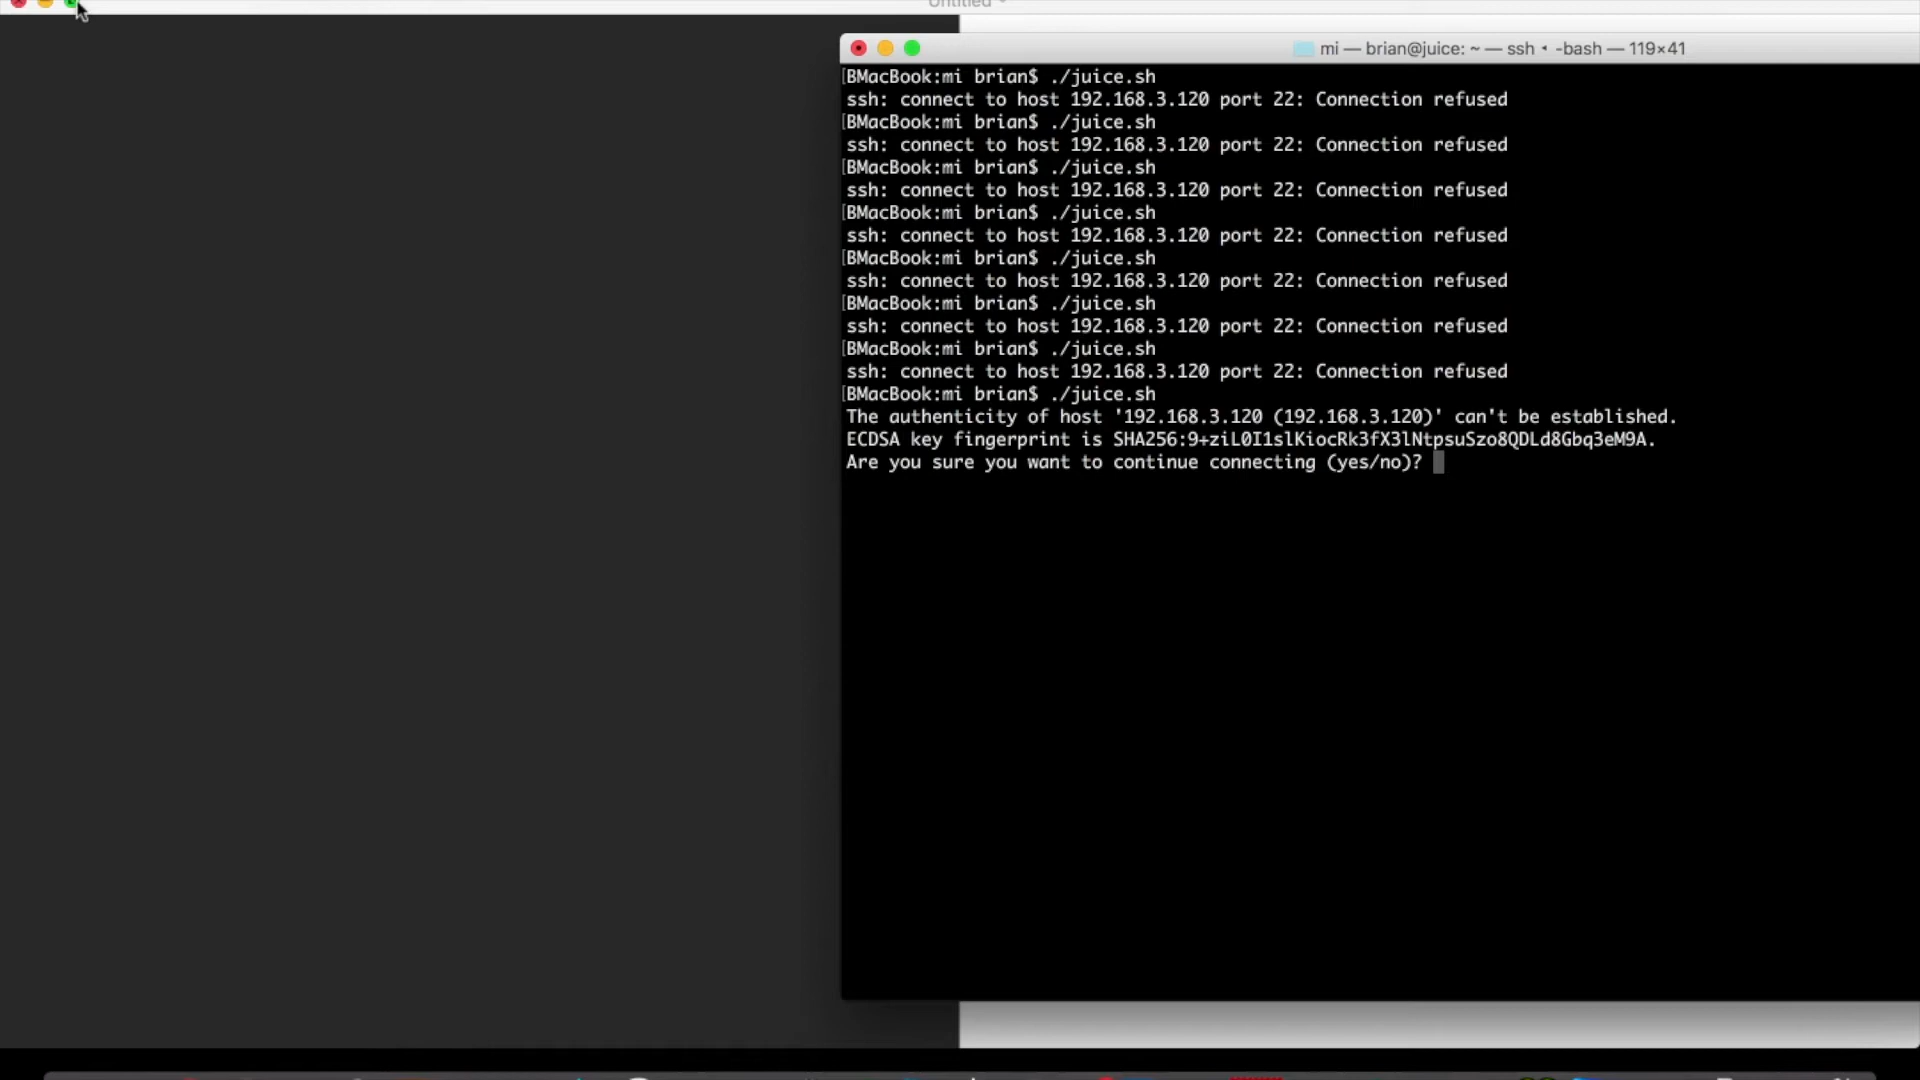 Untitled
mi — brian@juice: ~ — ssh ◂ -bash — 119×41
[BMacBook:mi brian$ ./juice.sh
ssh: connect to host 192.168.3.120 port 22: Connection refused
[BMacBook:mi brian$ ./juice.sh
ssh: connect to host 192.168.3.120 port 22: Connection refused
[BMacBook:mi brian$ ./juice.sh
ssh: connect to host 192.168.3.120 port 22: Connection refused
[BMacBook:mi brian$ ./juice.sh
ssh: connect to host 192.168.3.120 port 22: Connection refused
[BMacBook:mi brian$ ./juice.sh
ssh: connect to host 192.168.3.120 port 22: Connection refused
[BMacBook:mi brian$ ./juice.sh
ssh: connect to host 192.168.3.120 port 22: Connection refused
[BMacBook:mi brian$ ./juice.sh
ssh: connect to host 192.168.3.120 port 22: Connection refused
[BMacBook:mi brian$ ./juice.sh
The authenticity of host '192.168.3.120 (192.168.3.120)' can't be established.
ECDSA key fingerprint is SHA256:9+ziL0I1slKiocRk3fX3lNtpsuSzo8QDLd8Gbq3eM9A.
Are you sure you want to continue connecting (yes/no)?